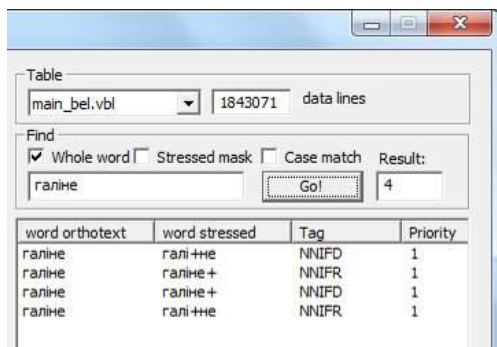 Table
main_bel.vbl 1843071 data lines
Find
Whole word Stressed mask Case match Result:
галіне Go! 4
word orthotext word stressed Tag Priority
галіне галі+не NNIFD 1
галіне галіне+ NNIFR 1
галіне галіне+ NNIFD 1
галіне галі+не NNIFR 1